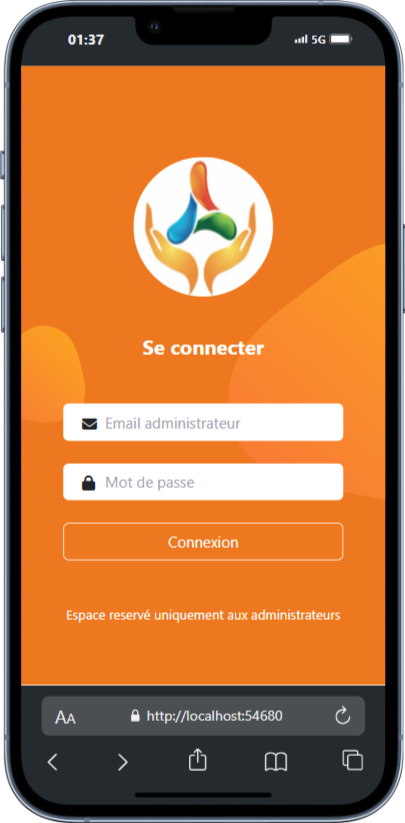 01:37
5G
Se connecter
Email administrateur
Mot de passe
Connexion
Espace reservé uniquement aux administrateurs
AA
http://localhost:54680